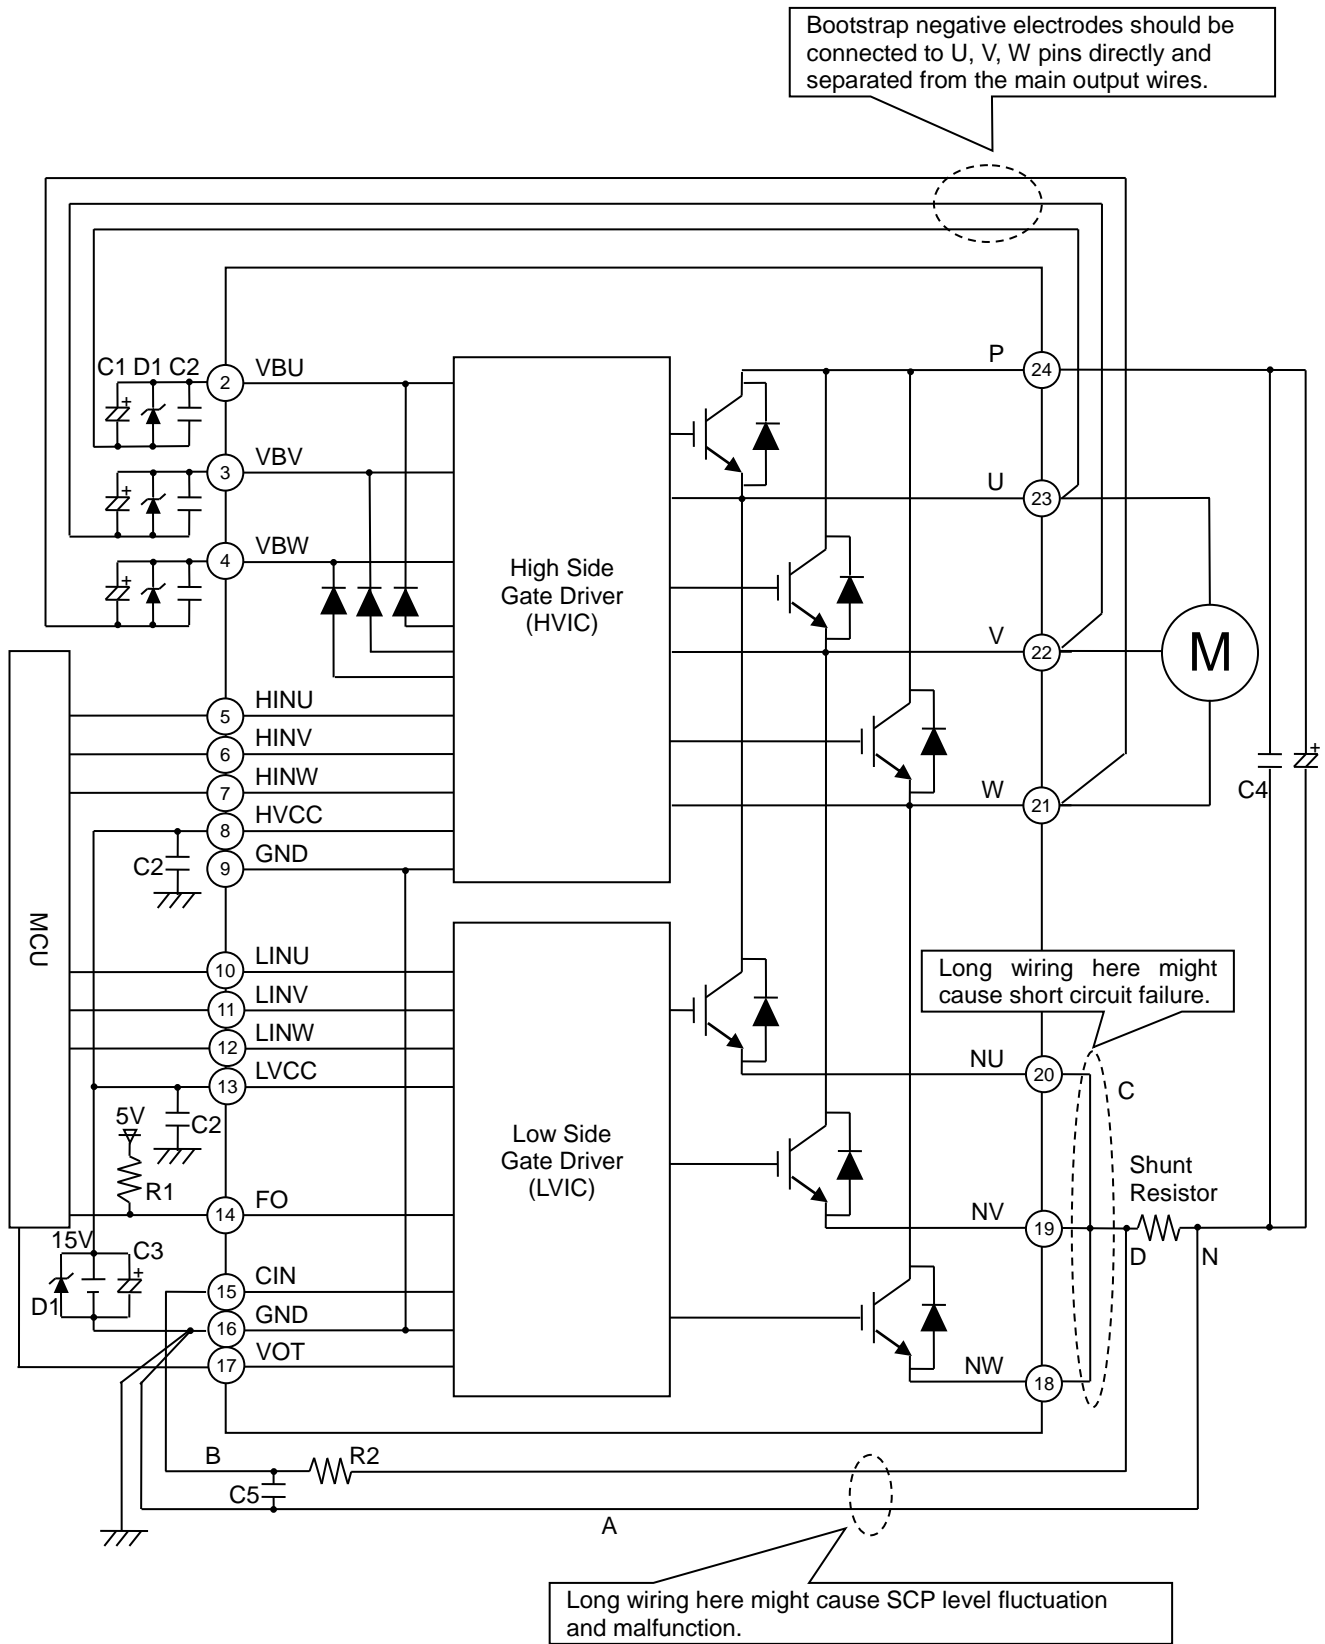 Bootstrap negative electrodes should be
connected to U, V, W pins directly and
separated from the main output wires.
C1 D1 C2
2
VBU
P
24
+
3
VBV
U
23
+
4
VBW
+
High Side
Gate Driver
(HVIC)
V
22
M
5
HINU
6
HINV
7
HINW
W
21
C4
+
8
HVCC
C2
9
GND
MCU
10
LINU
11
LINV
12
LINW
13
LVCC
Long wiring here might
cause short circuit failure.
NU
20
C
5V
C2
R1
Low Side
Gate Driver
(LVIC)
Shunt
Resistor
14
FO
NV
19
D
N
15V
C3
+
D1
15
CIN
16
GND
17
VOT
NW
18
B
R2
C5
A
Long wiring here might cause SCP level fluctuation
and malfunction.